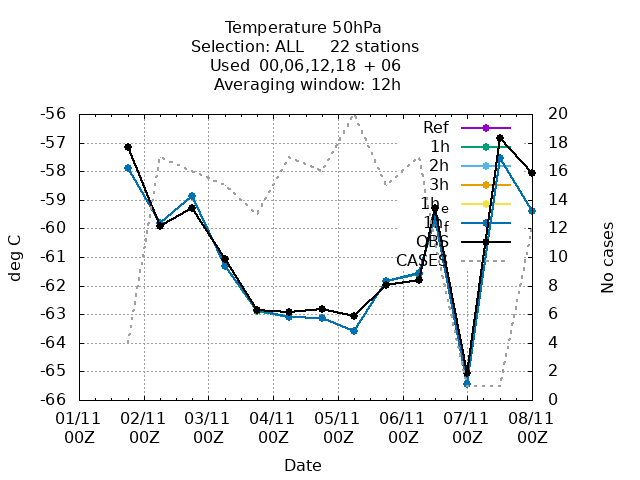 Temperature 50hPa
Selection: ALL 22 stations
Used 00,06,12,18 + 06
Averaging window: 12h
-56 20
Ref
-57 1h 18
2h
-58 16
3h
-59 14
1h_e
-60 1h_f 12
OBS
-61 CASES 10
deg C
No cases
-62 8
-63 6
-64 4
-65 2
-66 0
01/11 02/11 03/11 04/11 05/11 06/11 07/11 08/11
00Z 00Z 00Z 00Z 00Z 00Z 00Z 00Z
Date